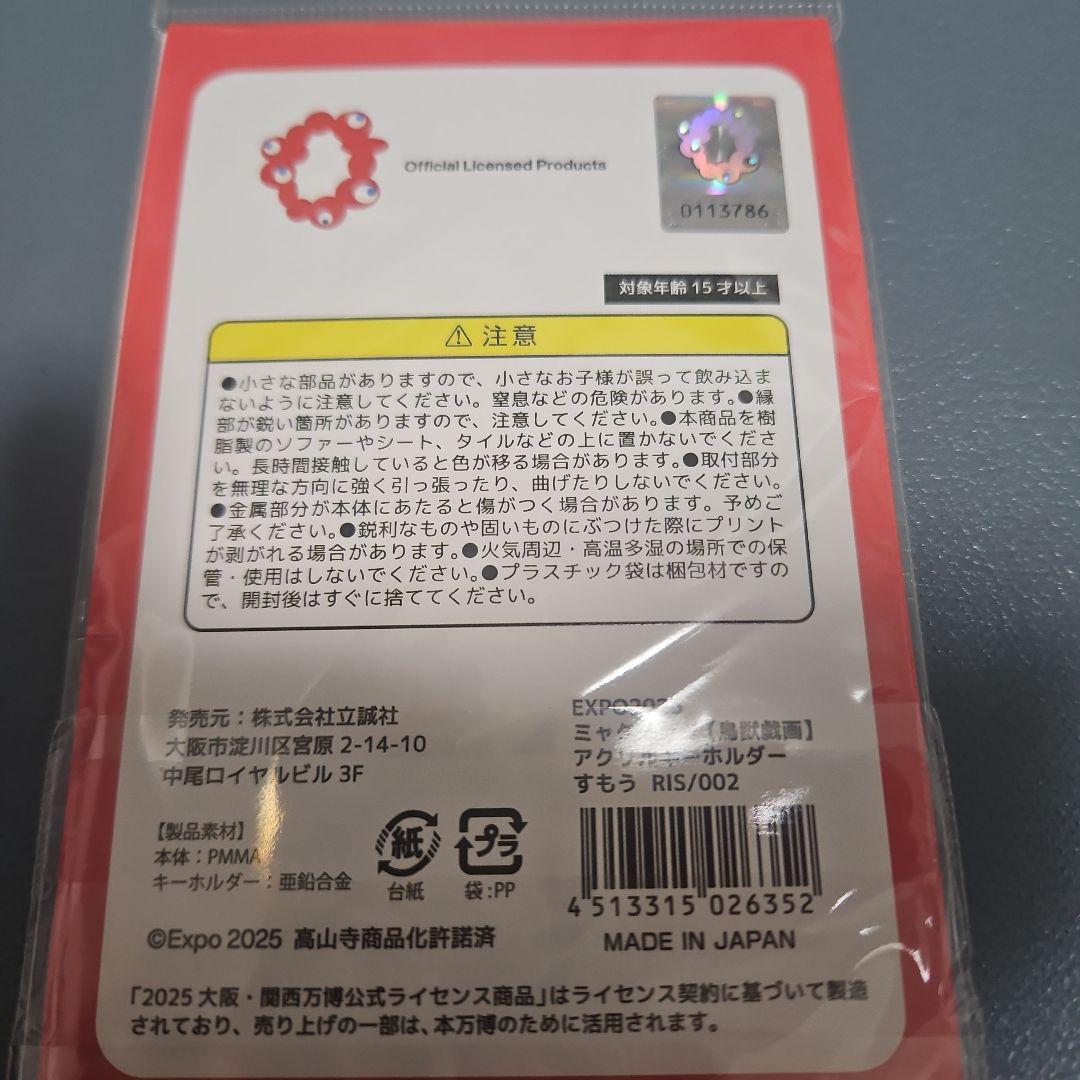 Official Licensed Products
0113786
対象年齢 15 才以上
⚠ 注意
●小さな部品がありますので、小さなお子様が誤って飲み込ま
ないように注意してください。窒息などの危険があります。●縁
部が鋭い箇所がありますので、注意してください。●本商品を樹
脂製のソファーやシート、タイルなどの上に置かないでくださ
い。長時間接触していると色が移る場合があります。●取付部分
を無理な方向に強く引っ張ったり、曲げたりしないでください。
●金属部分が本体にあたると傷がつく場合があります。予めご
了承ください。●鋭利なものや固いものにぶつけた際にプリント
が剥がれる場合があります。●火気周辺・高温多湿の場所での保
管・使用はしないでください。●プラスチック袋は梱包材ですの
で、開封後はすぐに捨ててください。
発売元：株式会社立誠社
大阪市淀川区宮原 2-14-10
中尾ロイヤルビル 3F
EXPO2025
【鳥獣戯画】
アクリルキーホルダー
すもう RIS/002
【製品素材】
本体：PMMA
キーホルダー：亜鉛合金
紙
台紙
プラ
袋:PP
4 513315 026352
©Expo 2025 高山寺商品化許諾済
MADE IN JAPAN
「2025 大阪・関西万博公式ライセンス商品」はライセンス契約に基づいて製造
されており、売り上げの一部は、本万博のために活用されます。